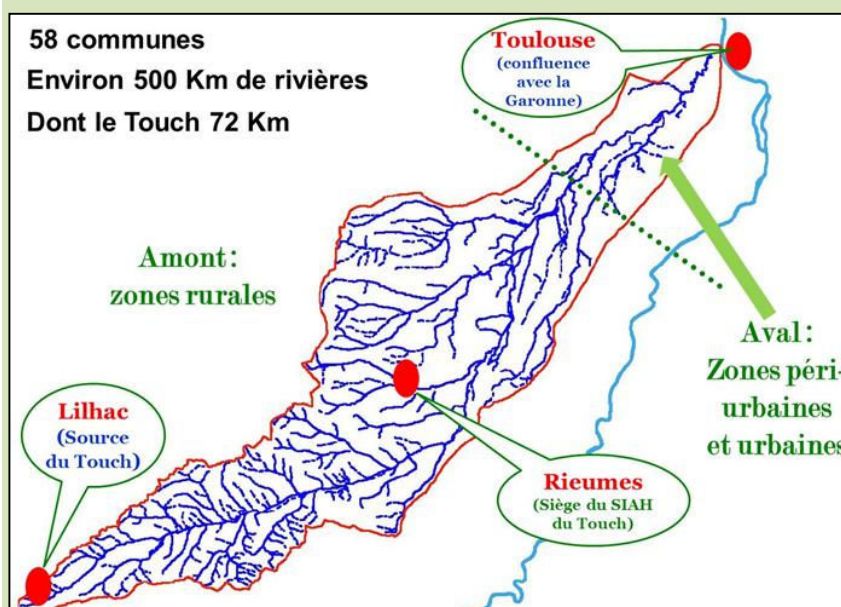 58 communes
Environ 500 Km de rivières
Dont le Touch 72 Km
Toulouse
(confluence
avec la
Garonne)
Amont:
zones rurales
Aval:
Zones péri-
urbaines
et urbaines
Lilhac
(Source
du Touch)
Rieumes
(Siège du SIAH
du Touch)